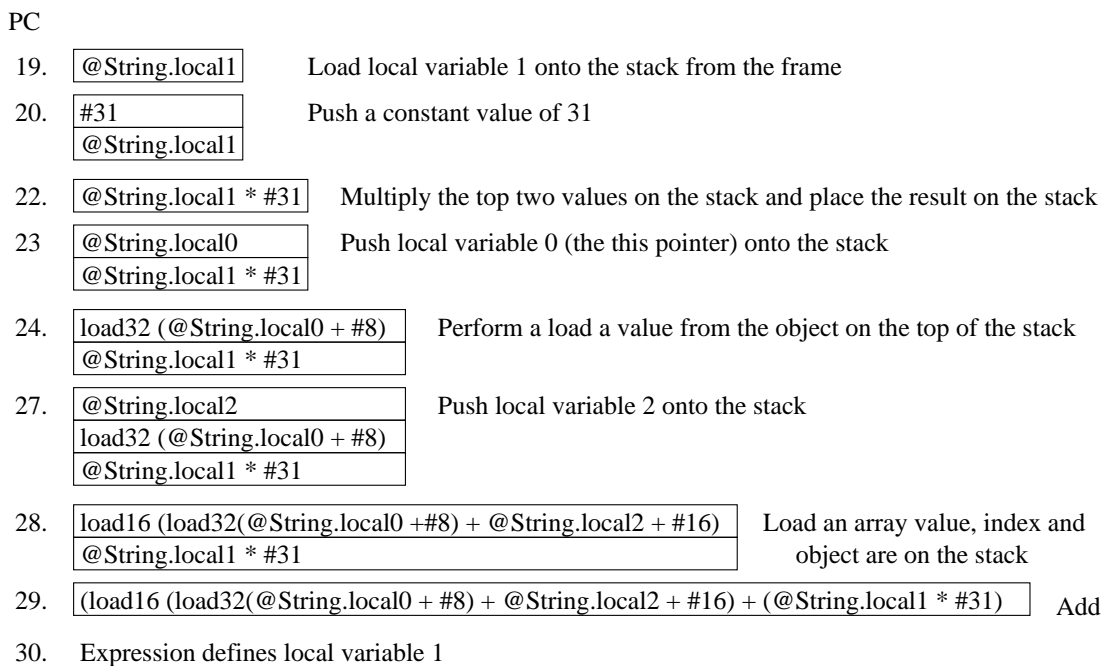 PC
19. @String.local1 Load local variable 1 onto the stack from the frame
20. #31 Push a constant value of 31
@String.local1
22. @String.local1 * #31 Multiply the top two values on the stack and place the result on the stack
23 @String.local0 Push local variable 0 (the this pointer) onto the stack
@String.local1 * #31
24. load32 (@String.local0 + #8) Perform a load a value from the object on the top of the stack
@String.local1 * #31
27. @String.local2 Push local variable 2 onto the stack
load32 (@String.local0 + #8)
@String.local1 * #31
28. load16 (load32(@String.local0 +#8) + @String.local2 + #16) Load an array value, index and
@String.local1 * #31 object are on the stack
29. (load16 (load32(@String.local0 + #8) + @String.local2 + #16) + (@String.local1 * #31) Add
30. Expression defines local variable 1